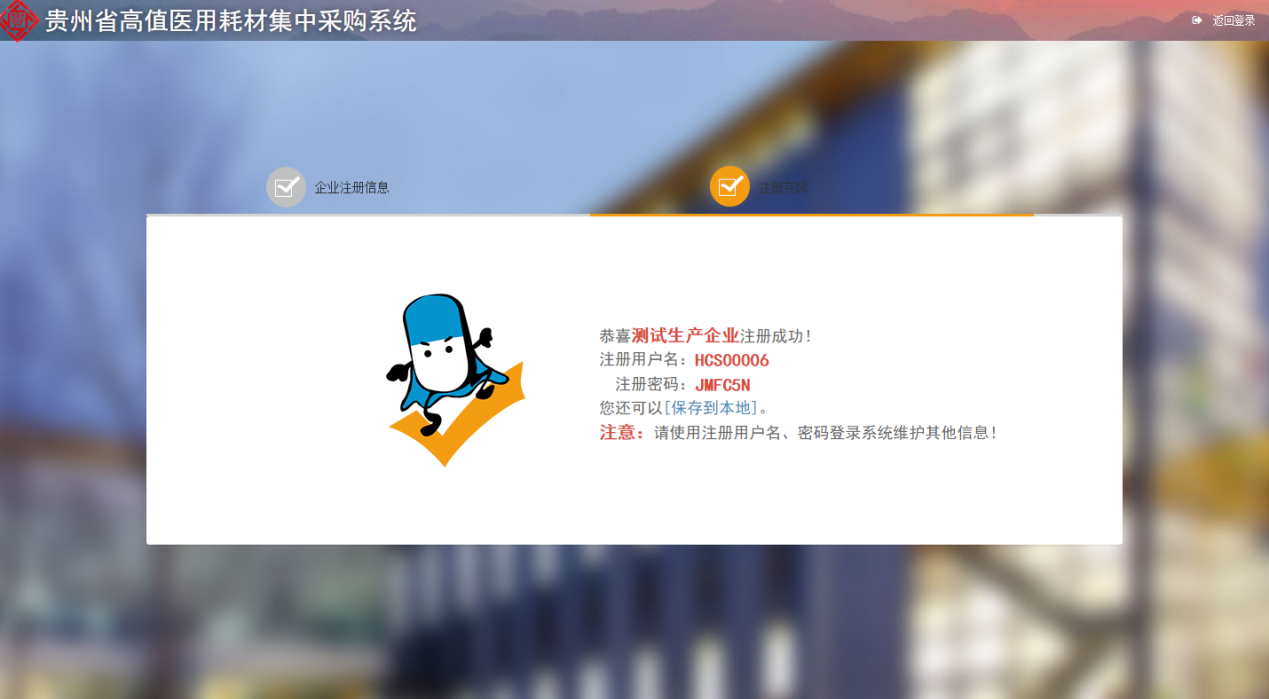 贵州省高值医用耗材集中采购系统
返回登录
企业注册信息
注册完成
恭喜测试生产企业注册成功！
注册用户名：HCS00006
注册密码：JMFC5N
您还可以[保存到本地]。
注意：请使用注册用户名、密码登录系统维护其他信息！